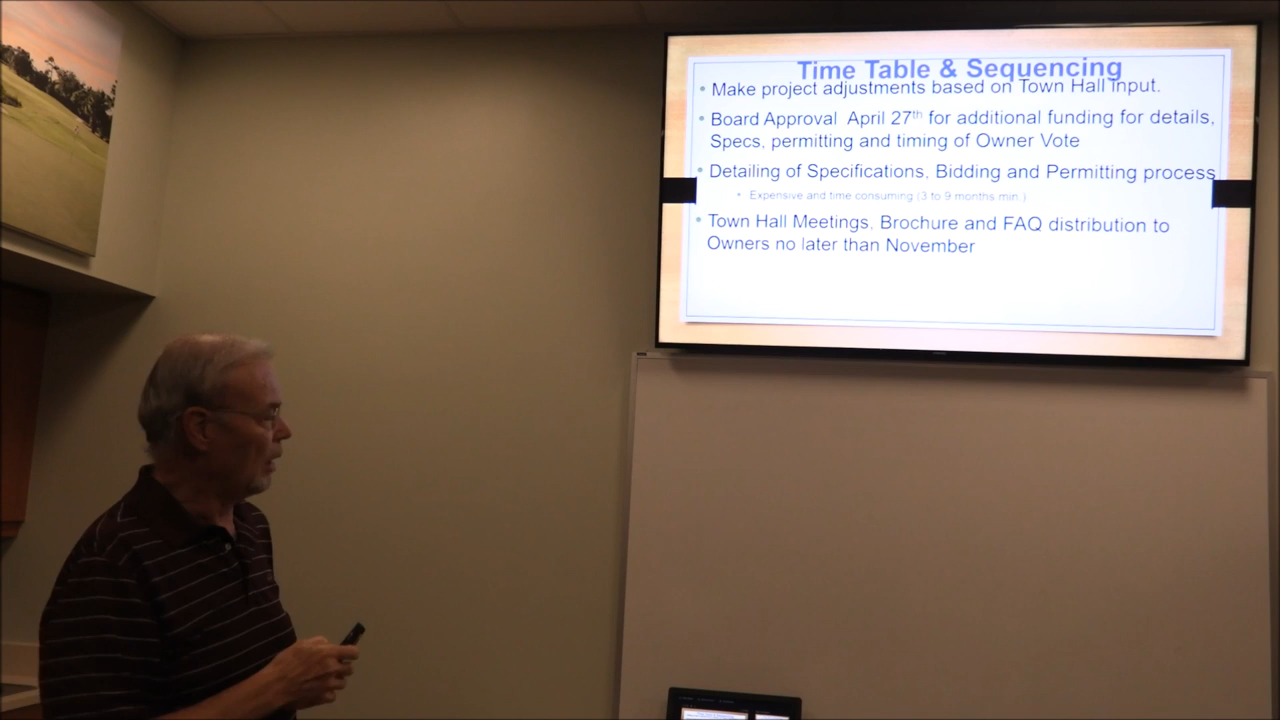 Time Table & Sequencing
• Make project adjustments based on Town Hall input.
• Board Approval April 27th for additional funding for details,
Specs, permitting and timing of Owner Vote
• Detailing of Specifications, Bidding and Permitting process
• Expensive and time consuming (3 to 9 months min.)
• Town Hall Meetings, Brochure and FAQ distribution to
Owners no later than November